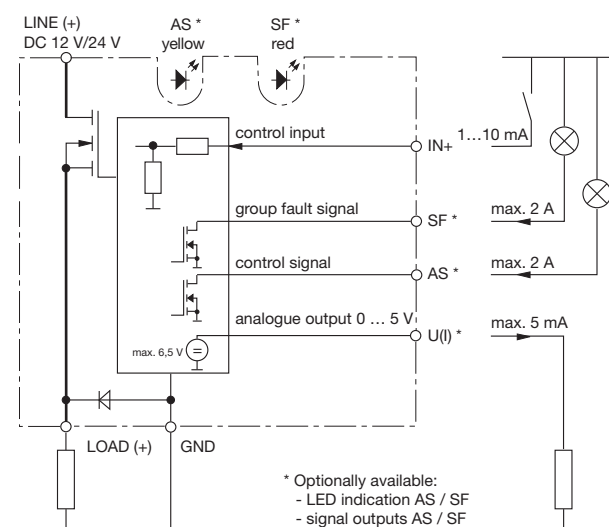 LINE (+)
DC 12 V/24 V
AS *
yellow
SF *
red
control input
IN+
1…10 mA
group fault signal
SF *
max. 2 A
control signal
AS *
max. 2 A
analogue output 0 … 5 V
U(I) *
max. 5 mA
max. 6,5 V
LOAD (+)
GND
* Optionally available:
- LED indication AS / SF
- signal outputs AS / SF